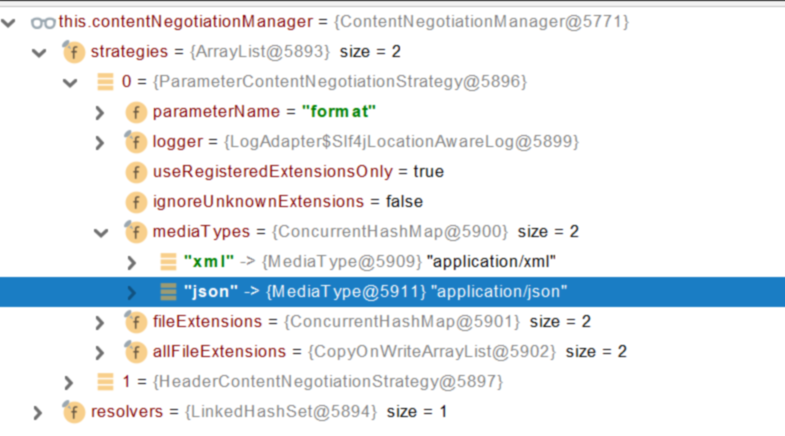 this.contentNegotiationManager = {ContentNegotiationManager@5771}
f strategies = {ArrayList@5893} size = 2
0 = {ParameterContentNegotiationStrategy@5896}
f parameterName = "format"
f logger = {LogAdapter$Slf4jLocationAwareLog@5899}
f useRegisteredExtensionsOnly = true
f ignoreUnknownExtensions = false
f mediaTypes = {ConcurrentHashMap@5900} size = 2
"xml" -> {MediaType@5909} "application/xml"
"json" -> {MediaType@5911} "application/json"
f fileExtensions = {ConcurrentHashMap@5901} size = 2
f allFileExtensions = {CopyOnWriteArrayList@5902} size = 2
1 = {HeaderContentNegotiationStrategy@5897}
f resolvers = {LinkedHashSet@5894} size = 1